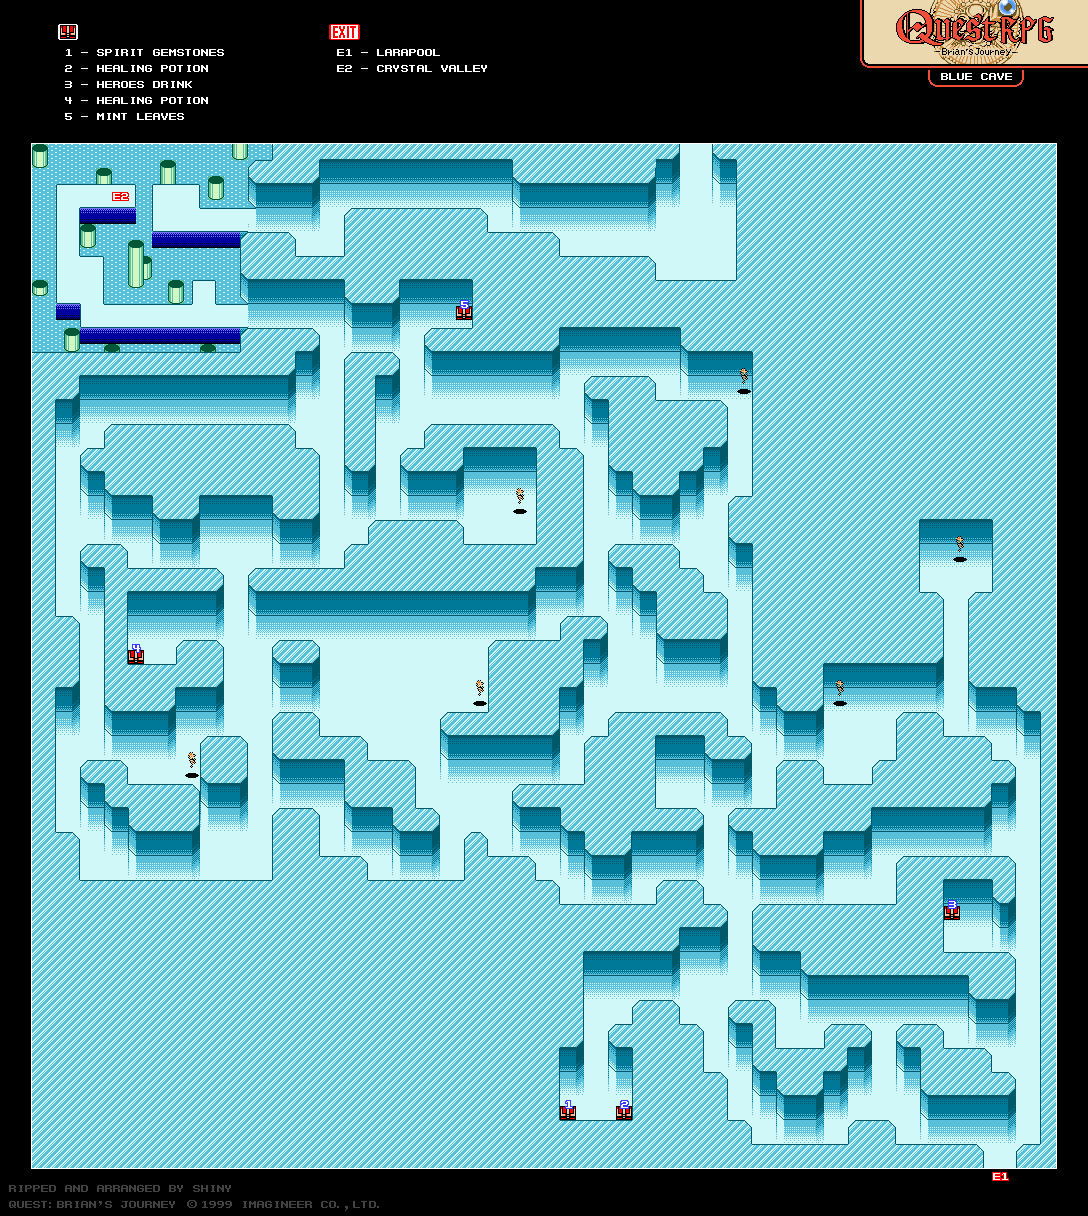 EXIT
1 - SPIRIT GEMSTONES
2 - HEALING POTION
3 - HEROES DRINK
4 - HEALING POTION
5 - MINT LEAVES
E1 - LARAPOOL
E2 - CRYSTAL VALLEY
QUESTRPG
-Brian's Journey-
BLUE CAVE
E2
5
4
3
1
2
E1
RIPPED AND ARRANGED BY SHINY
QUEST: BRIAN'S JOURNEY ©1999 IMAGINEER CO.,LTD.